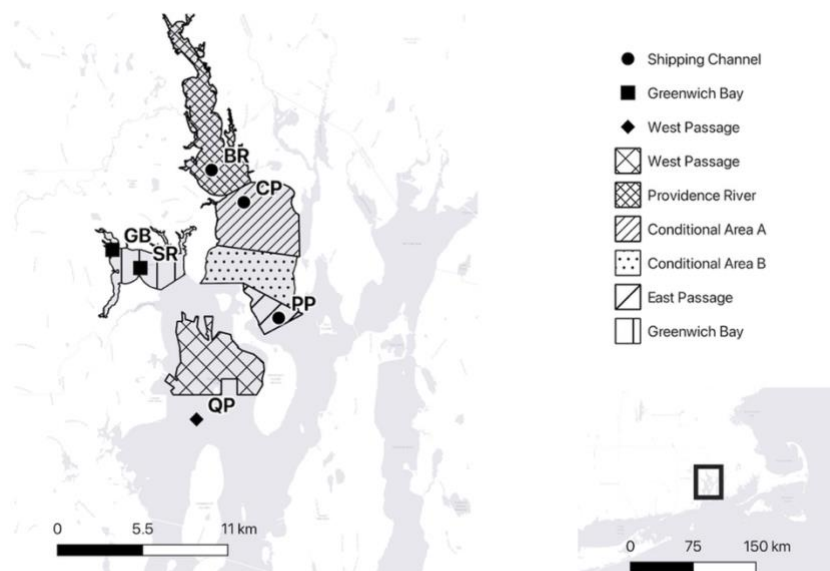 BR
CP
GB
SR
PP
QP
0 5.5 11 km
Shipping Channel
Greenwich Bay
West Passage
West Passage
Providence River
Conditional Area A
Conditional Area B
East Passage
Greenwich Bay
0 75 150 km